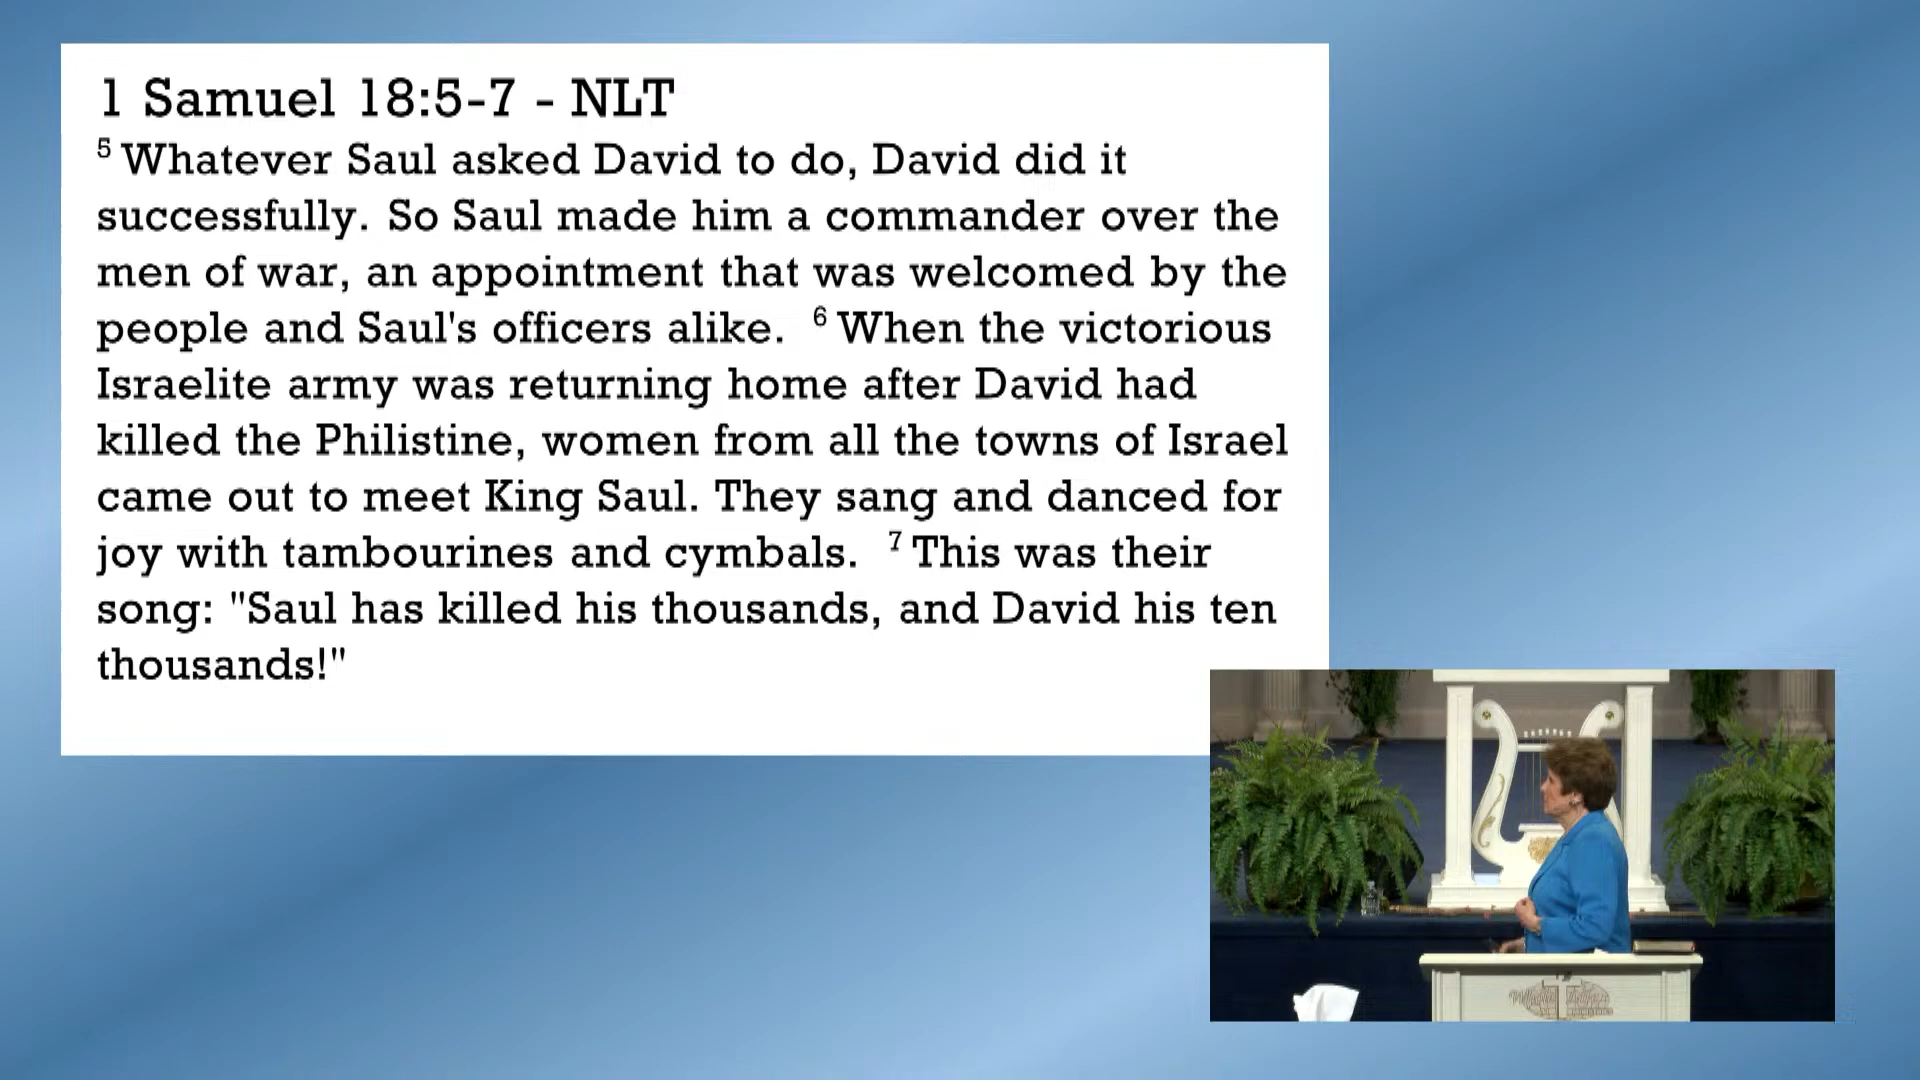 1 Samuel 18:5-7 - NLT
5 Whatever Saul asked David to do, David did it
successfully. So Saul made him a commander over the
men of war, an appointment that was welcomed by the
people and Saul's officers alike. 6 When the victorious
Israelite army was returning home after David had
killed the Philistine, women from all the towns of Israel
came out to meet King Saul. They sang and danced for
joy with tambourines and cymbals. 7 This was their
song: "Saul has killed his thousands, and David his ten
thousands!"